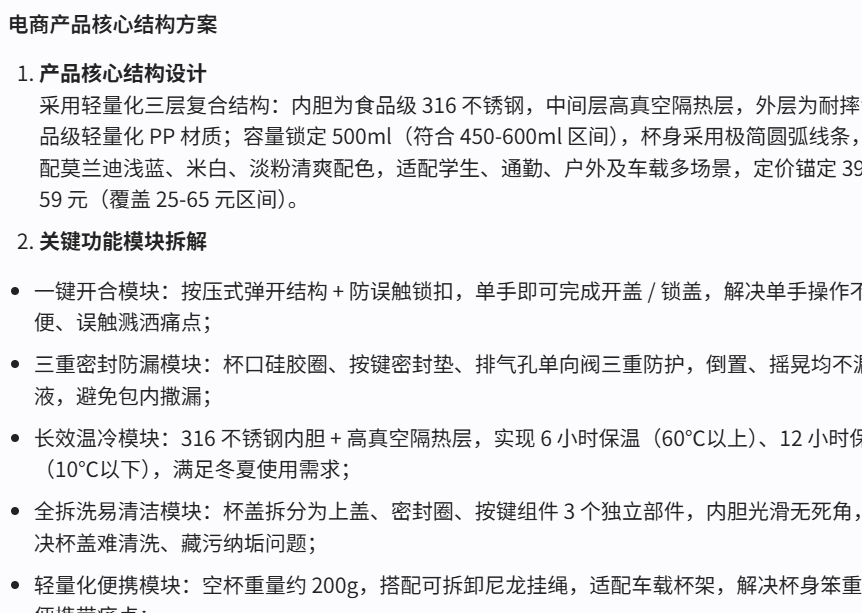 电商产品核心结构方案
1. 产品核心结构设计
采用轻量化三层复合结构：内胆为食品级 316 不锈钢，中间层高真空隔热层，外层为耐摔
品级轻量化 PP 材质；容量锁定 500ml（符合 450-600ml 区间），杯身采用极简圆弧线条，
配莫兰迪浅蓝、米白、淡粉清爽配色，适配学生、通勤、户外及车载多场景，定价锚定 39
59 元（覆盖 25-65 元区间）。
2. 关键功能模块拆解
• 一键开合模块：按压式弹开结构 + 防误触锁扣，单手即可完成开盖 / 锁盖，解决单手操作不
便、误触溅洒痛点；
• 三重密封防漏模块：杯口硅胶圈、按键密封垫、排气孔单向阀三重防护，倒置、摇晃均不漏
液，避免包内撒漏；
• 长效温冷模块：316 不锈钢内胆 + 高真空隔热层，实现 6 小时保温（60℃以上）、12 小时保
（10℃以下），满足冬夏使用需求；
• 全拆洗易清洁模块：杯盖拆分为上盖、密封圈、按键组件 3 个独立部件，内胆光滑无死角，
决杯盖难清洗、藏污纳垢问题；
• 轻量化便携模块：空杯重量约 200g，搭配可拆卸尼龙挂绳，适配车载杯架，解决杯身笨重
便携带痛点；